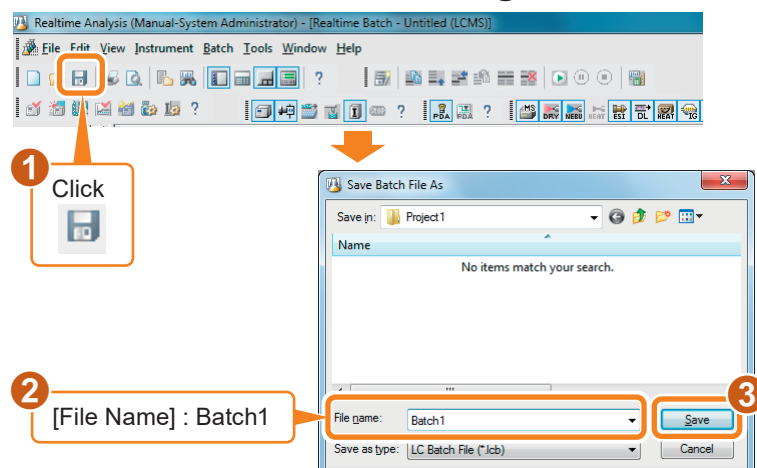 Realtime Analysis (Manual-System Administrator) - [Realtime Batch - Untitled (LCMS)]
File Edit View Instrument Batch Tools Window Help
?
? ? PDA PDA ? MS DRY NEBU HEAT ESI DL HEAT IG
1
Click
Save Batch File As
Save in: Project1
Name
No items match your search.
2
[File Name] : Batch1
File name: Batch1
3
Save
Save as type: LC Batch File (*.lcb)
Cancel